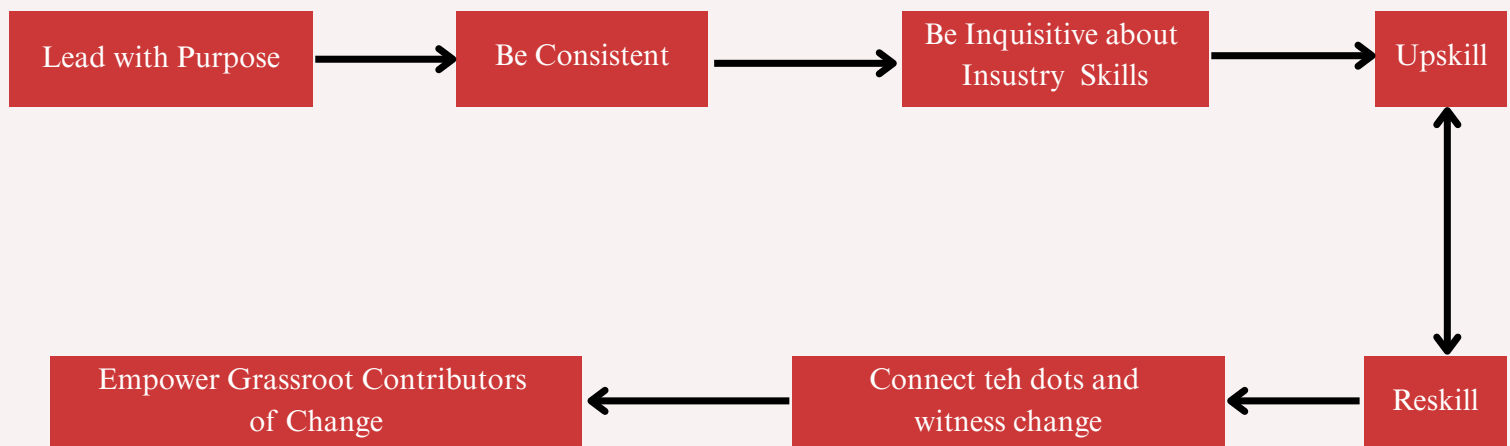 Lead with Purpose
Be Consistent
Be Inquisitive about
Insustry Skills
Upskill
Reskill
Connect teh dots and
witness change
Empower Grassroot Contributors
of Change